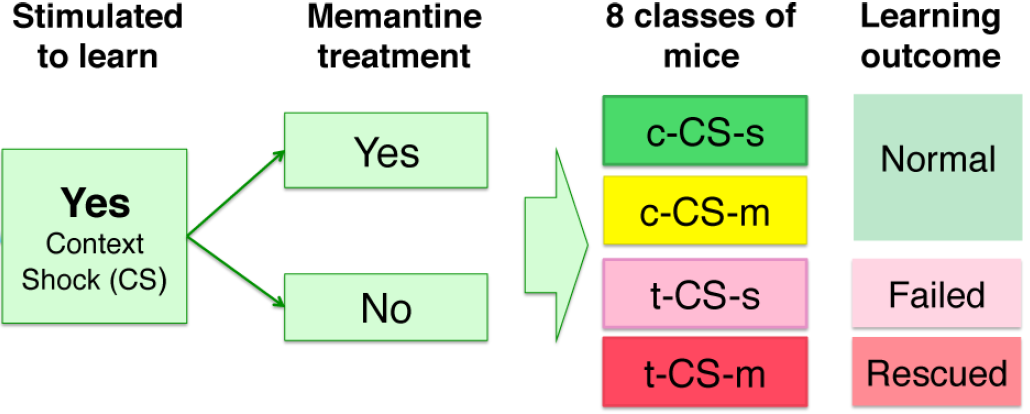 Stimulated
to learn
Memantine
treatment
8 classes of
mice
Learning
outcome
Yes
Context
Shock (CS)
Yes
No
c-CS-s
c-CS-m
t-CS-s
t-CS-m
Normal
Failed
Rescued